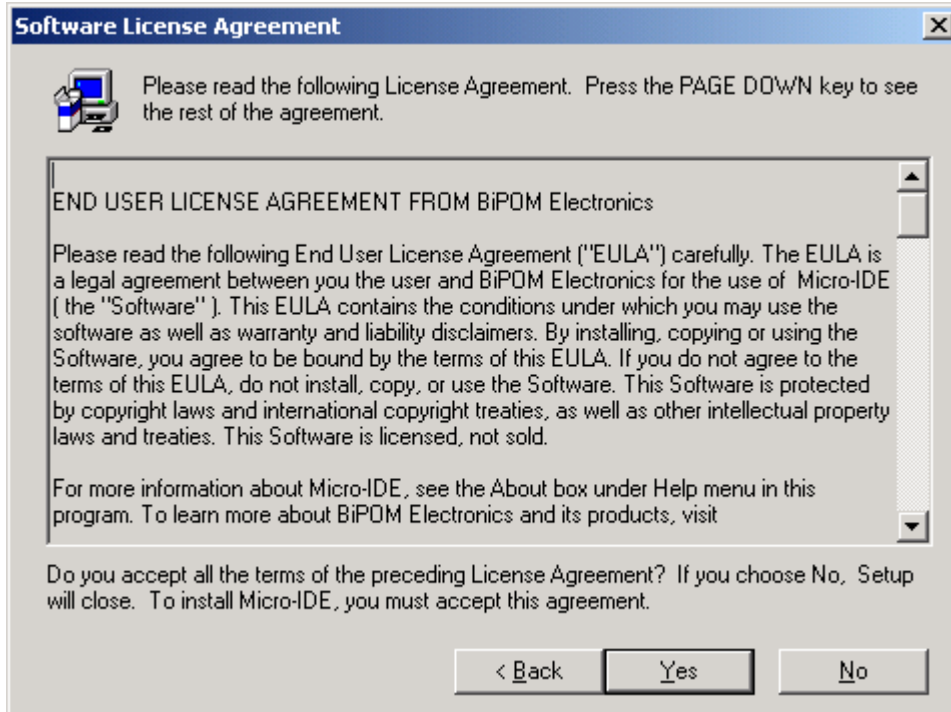 Software License Agreement
Please read the following License Agreement. Press the PAGE DOWN key to see
the rest of the agreement.
END USER LICENSE AGREEMENT FROM BiPOM Electronics
Please read the following End User License Agreement ("EULA") carefully. The EULA is
a legal agreement between you the user and BiPOM Electronics for the use of Micro-IDE
( the "Software" ). This EULA contains the conditions under which you may use the
software as well as warranty and liability disclaimers. By installing, copying or using the
Software, you agree to be bound by the terms of this EULA. If you do not agree to the
terms of this EULA, do not install, copy, or use the Software. This Software is protected
by copyright laws and international copyright treaties, as well as other intellectual property
laws and treaties. This Software is licensed, not sold.
For more information about Micro-IDE, see the About box under Help menu in this
program. To learn more about BiPOM Electronics and its products, visit
Do you accept all the terms of the preceding License Agreement? If you choose No, Setup
will close. To install Micro-IDE, you must accept this agreement.
< Back Yes No